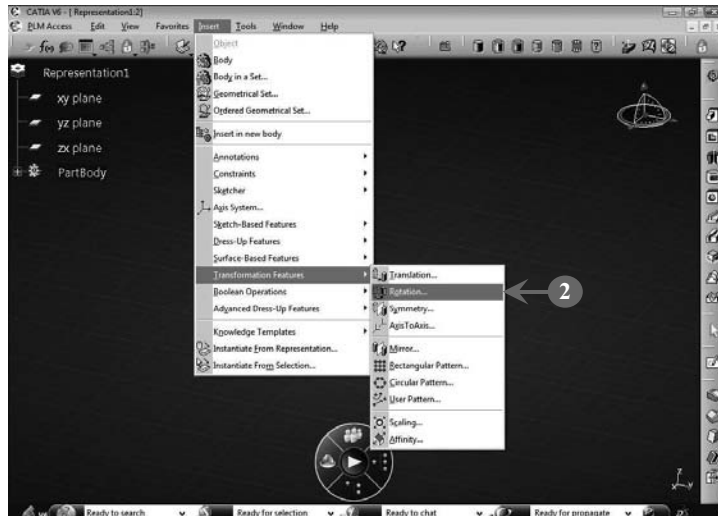 CATIA V6 - [ Representation1:2]
PLM Access Edit View Favorites Insert Tools Window Help
Representation1
xy plane
yz plane
zx plane
PartBody
Object
Body
Body in a Set...
Geometrical Set...
Ordered Geometrical Set...
Insert in new body
Annotations
Constraints
Sketcher
Axis System...
Sketch-Based Features
Dress-Up Features
Surface-Based Features
Transformation Features
Boolean Operations
Advanced Dress-Up Features
Knowledge Templates
Instantiate From Representation...
Instantiate From Selection...
Translation...
Rotation...
2
Symmetry...
AxisToAxis...
Mirror...
Rectangular Pattern...
Circular Pattern...
User Pattern...
Scaling...
Affinity...
z
x
y
Ready to search Ready for selection Ready to chat Ready for propagate